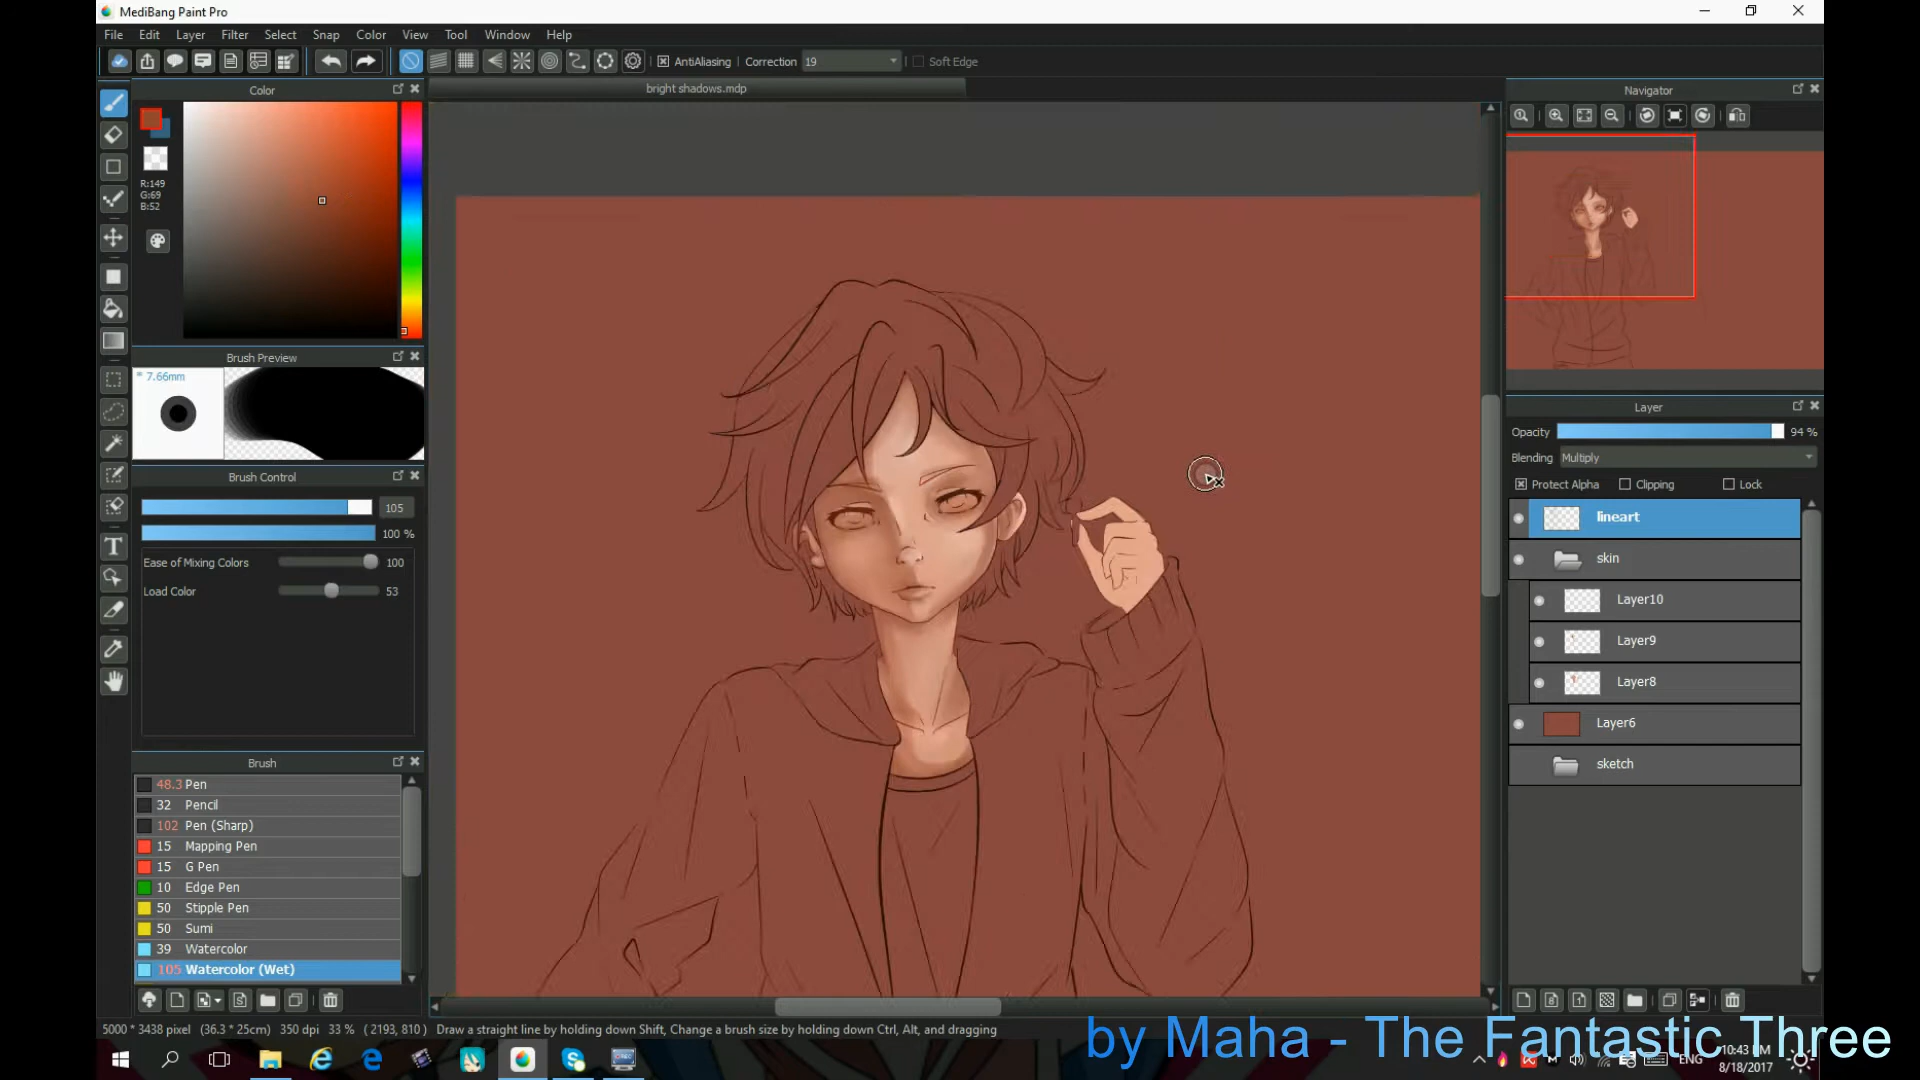 MediBang Paint Pro
File Edit Layer Filter Select Snap Color View Tool Window Help
AntiAliasing Correction 19 Soft Edge
Color
bright shadows.mdp
Navigator
R:149
G:69
B:52
Brush Preview
* 7.66mm
Brush Control
105
100 %
Ease of Mixing Colors 100
Load Color 53
Brush
48.3 Pen
32 Pencil
102 Pen (Sharp)
15 Mapping Pen
15 G Pen
10 Edge Pen
50 Stipple Pen
50 Sumi
39 Watercolor
105 Watercolor (Wet)
Layer
Opacity 94 %
Blending Multiply
Protect Alpha Clipping Lock
lineart
skin
Layer10
Layer9
Layer8
Layer6
sketch
5000 * 3438 pixel (36.3 * 25cm) 350 dpi 33 % ( 2193, 810 ) Draw a straight line by holding down Shift, Change a brush size by holding down Ctrl, Alt, and dragging
by Maha - The Fantastic Three
ENG
10:43 PM
8/18/2017